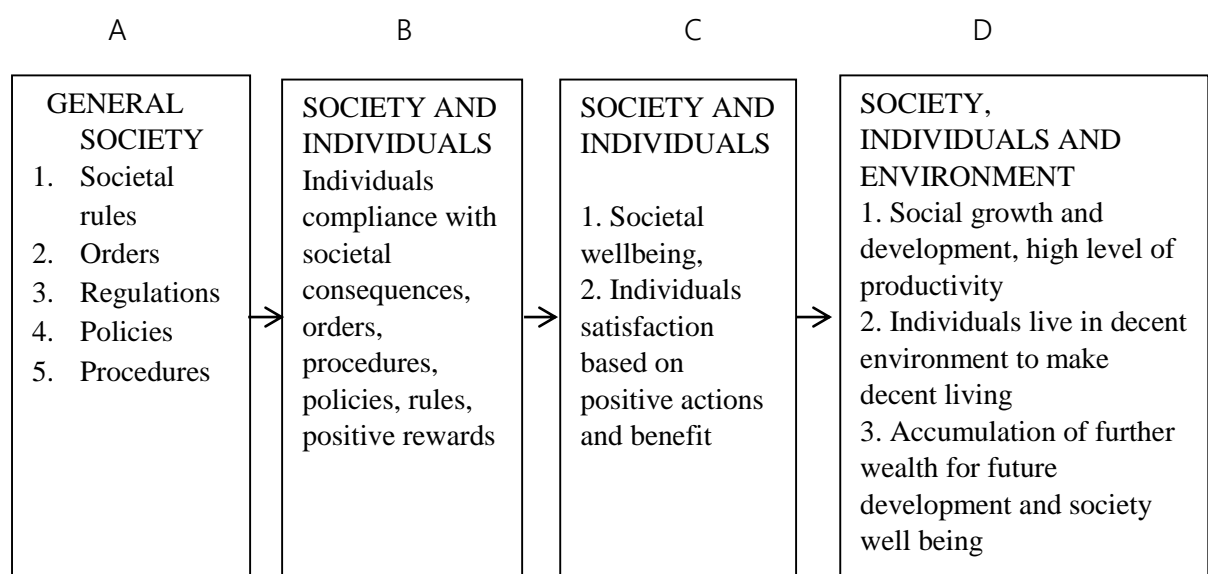 A
B
C
D
GENERAL
SOCIETY
1. Societal
rules
2. Orders
3. Regulations
4. Policies
5. Procedures
SOCIETY AND
INDIVIDUALS
Individuals
compliance with
societal
consequences,
orders,
procedures,
policies, rules,
positive rewards
SOCIETY AND
INDIVIDUALS
1. Societal
wellbeing,
2. Individuals
satisfaction
based on
positive actions
and benefit
SOCIETY,
INDIVIDUALS AND
ENVIRONMENT
1. Social growth and
development, high level of
productivity
2. Individuals live in decent
environment to make
decent living
3. Accumulation of further
wealth for future
development and society
well being